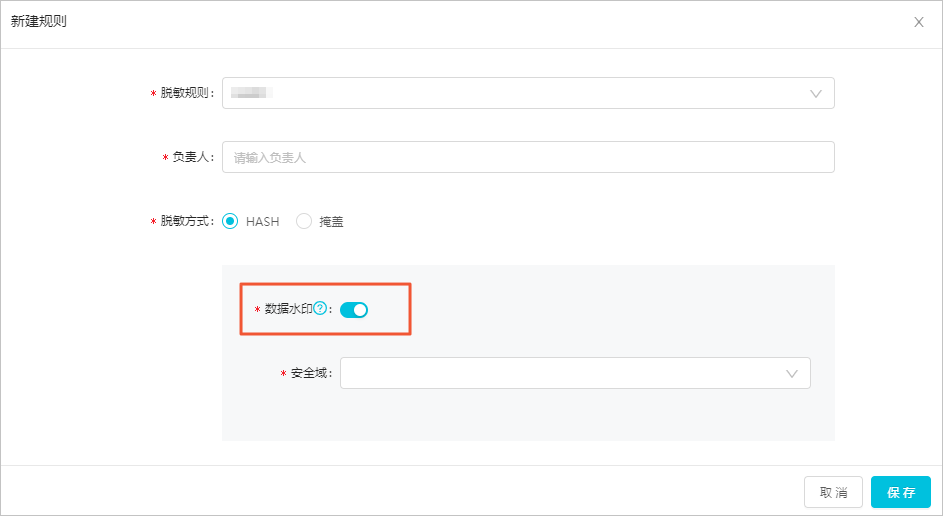 新建规则
* 脱敏规则:
* 负责人: 请输入负责人
* 脱敏方式: HASH 掩盖
* 数据水印?:
* 安全域:
取消 保存